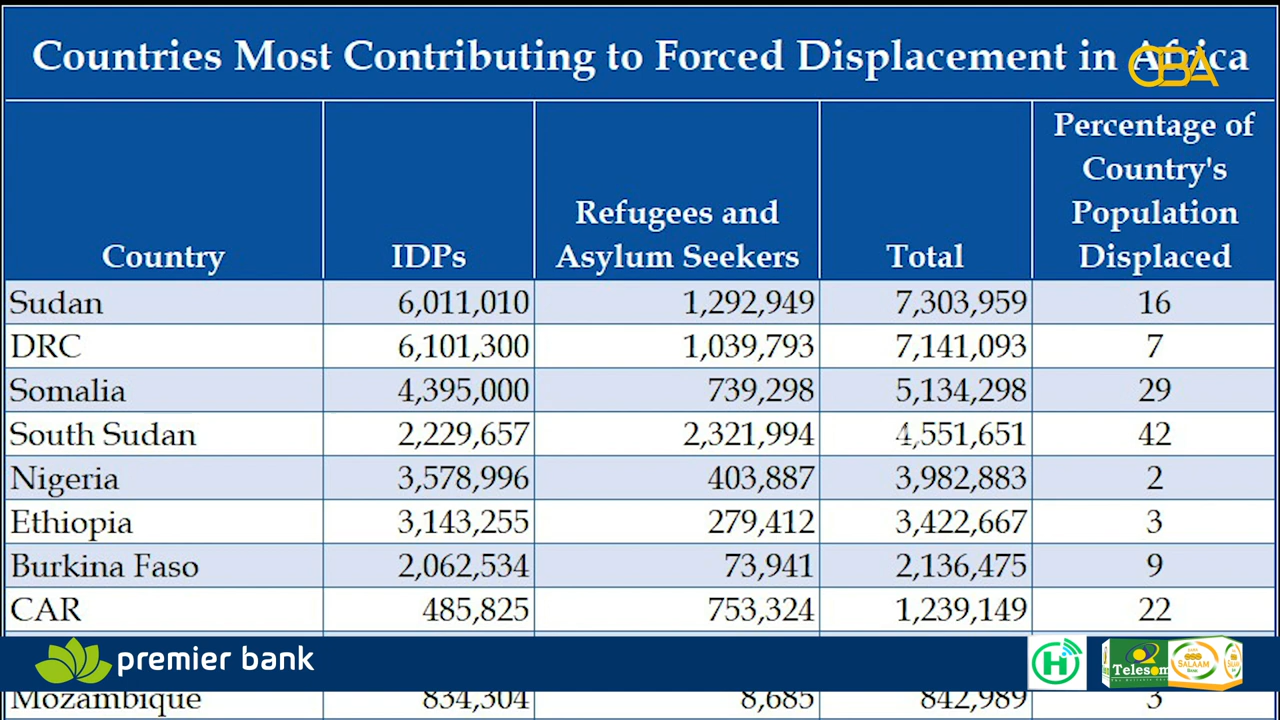 Countries Most Contributing to Forced Displacement in Africa
CBA
Country IDPs Refugees and Asylum Seekers Total Percentage of Country's Population Displaced
Sudan 6,011,010 1,292,949 7,303,959 16
DRC 6,101,300 1,039,793 7,141,093 7
Somalia 4,395,000 739,298 5,134,298 29
South Sudan 2,229,657 2,321,994 4,551,651 42
Nigeria 3,578,996 403,887 3,982,883 2
Ethiopia 3,143,255 279,412 3,422,667 3
Burkina Faso 2,062,534 73,941 2,136,475 9
CAR 485,825 753,324 1,239,149 22
premier bank
H
Telesom
SALAAM
Mozambique 834,304 8,685 842,989 3